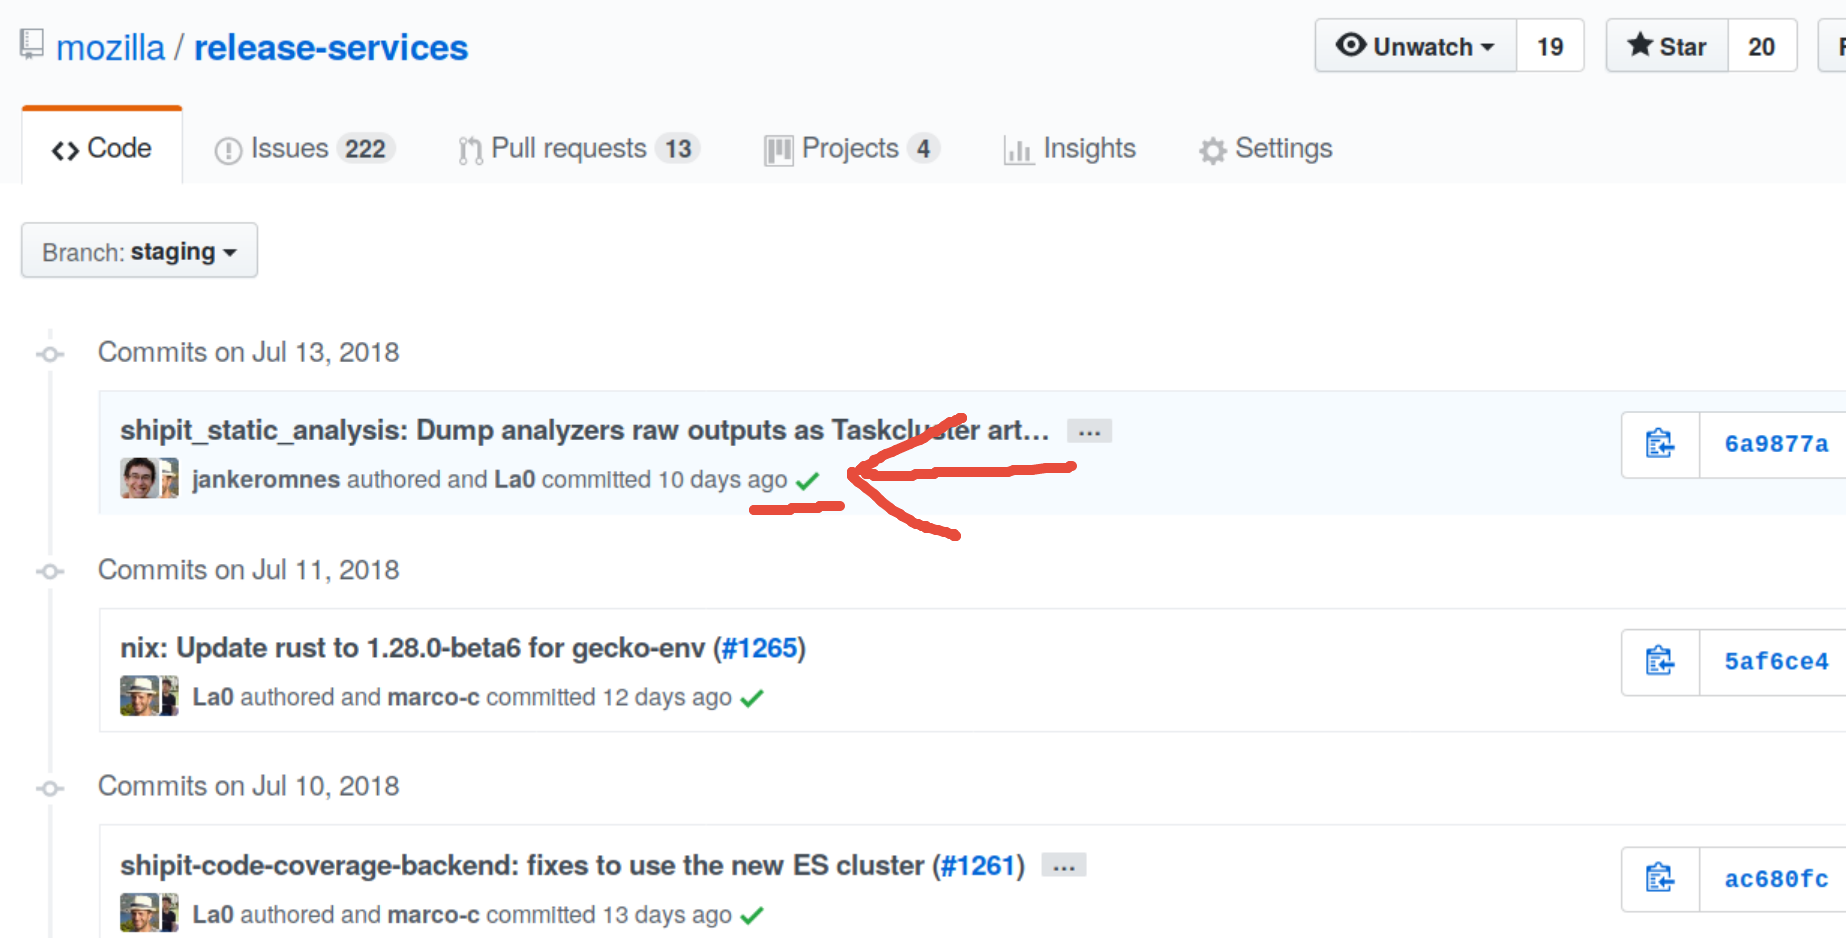 mozilla / release-services
Unwatch 19 Star 20
Code Issues 222 Pull requests 13 Projects 4 Insights Settings
Branch: staging
Commits on Jul 13, 2018
shipit_static_analysis: Dump analyzers raw outputs as Taskcluster art… …
jankeromnes authored and La0 committed 10 days ago
6a9877a
Commits on Jul 11, 2018
nix: Update rust to 1.28.0-beta6 for gecko-env (#1265)
La0 authored and marco-c committed 12 days ago
5af6ce4
Commits on Jul 10, 2018
shipit-code-coverage-backend: fixes to use the new ES cluster (#1261) …
La0 authored and marco-c committed 13 days ago
ac680fc